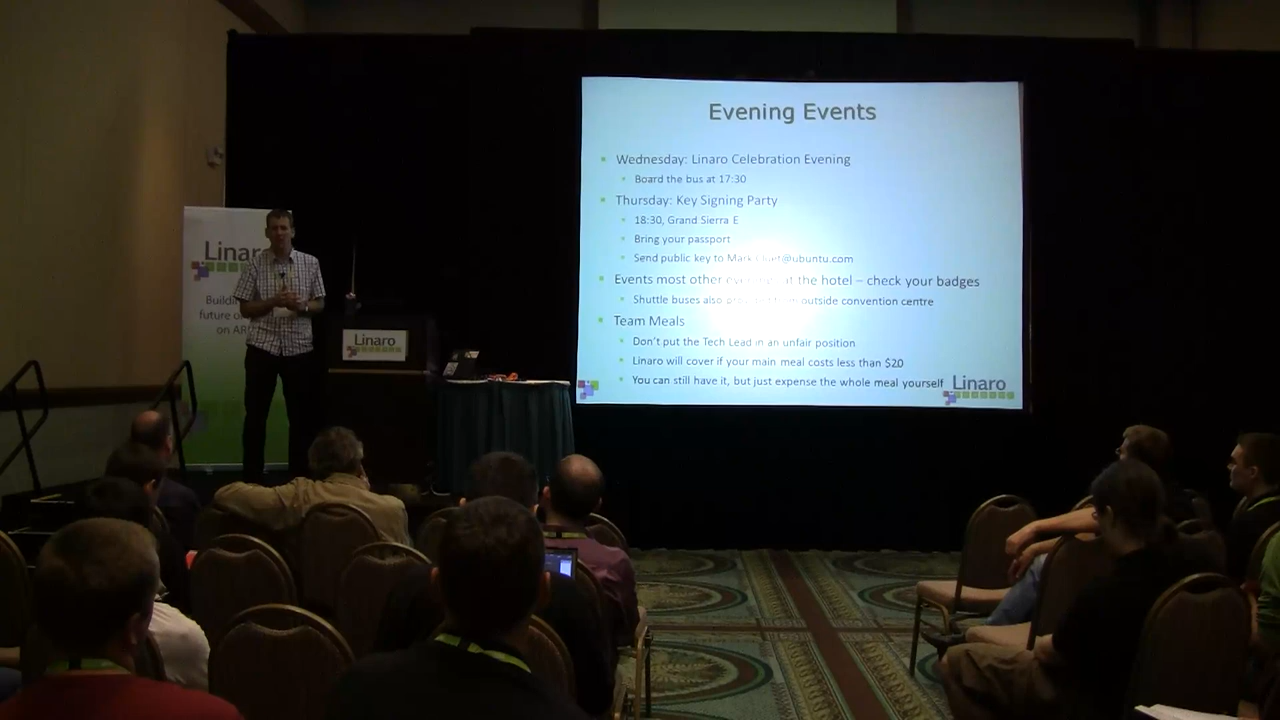 Evening Events
Wednesday: Linaro Celebration Evening
Board the bus at 17:30
Thursday: Key Signing Party
18:30, Grand Sierra E
Bring your passport
Send public key to Mark
Events most other at the hotel – check your badges
Shuttle buses also outside convention centre
Team Meals
Don't put the Tech Lead in an unfair position
Linaro will cover if your main meal costs less than $20
You can still have it, but just expense the whole meal yourself
Linaro
Linaro
future
on
Linaro